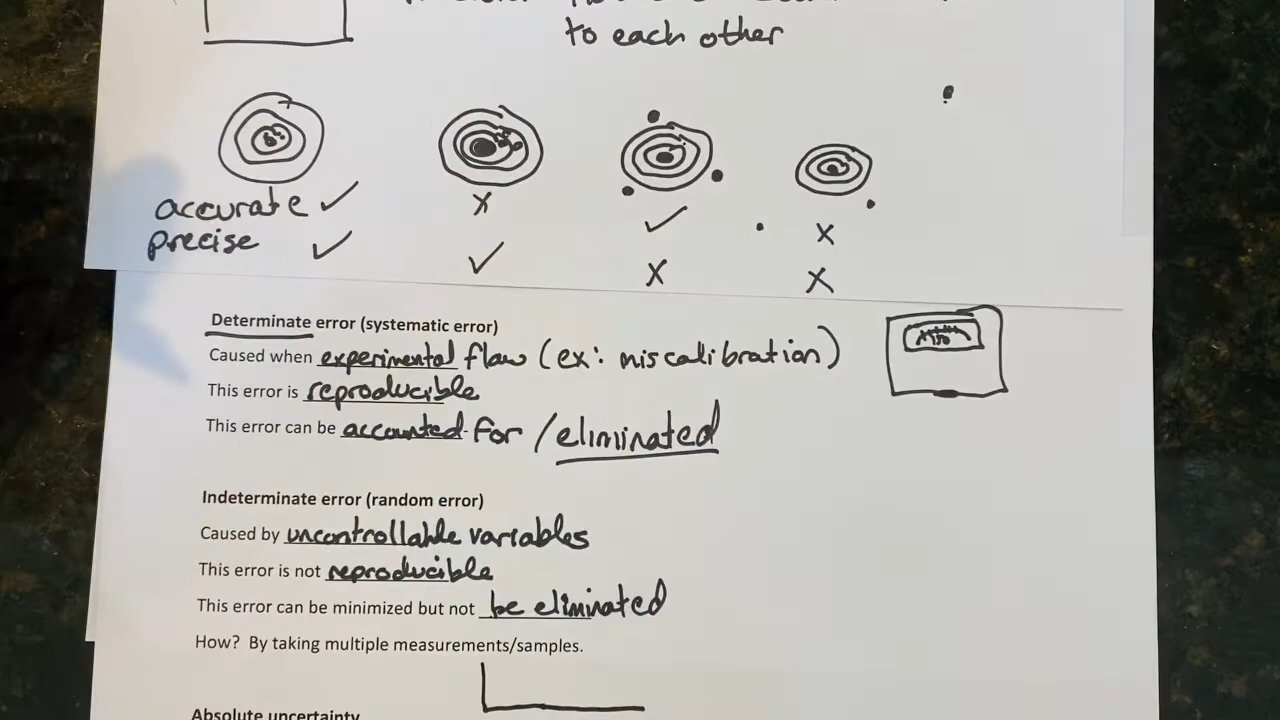 to each other
accurate ✓ x ✓ x
precise ✓ ✓ x x
Determinate error (systematic error)
Caused when experimental flaw (ex: miscalibration)
This error is reproducible
This error can be accounted for / eliminated
Indeterminate error (random error)
Caused by uncontrollable variables
This error is not reproducible
This error can be minimized but not be eliminated
How? By taking multiple measurements/samples.
Absolute uncertainty